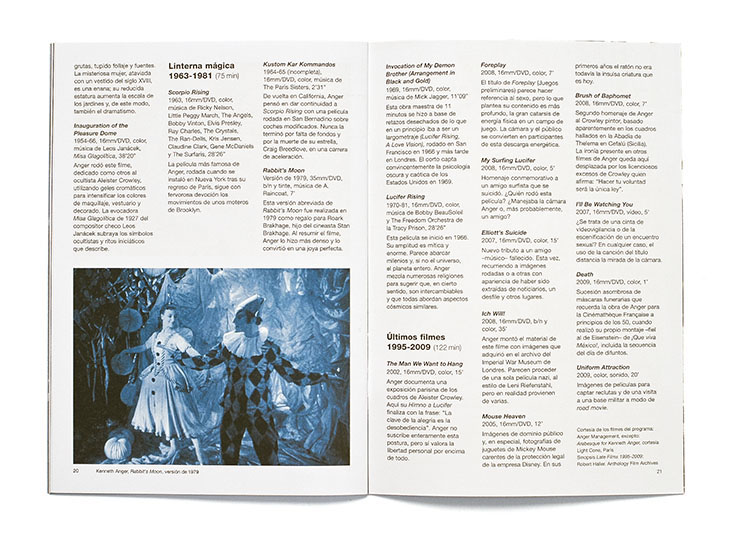 grutas, tupido follaje y fuentes.
La misteriosa mujer, ataviada
con un vestido del siglo XVIII,
es una enana; su reducida
estatura aumenta la escala de
los jardines y, de este modo,
también el dramatismo.
Inauguration of the
Pleasure Dome
1954-66, 16mm/DVD, color,
música de Leos Janácek,
Misa Glagolítica, 38'20"
Anger rodó este filme,
dedicado como otros al
ocultista Aleister Crowley,
utilizando geles cromáticos
para intensificar los colores
de maquillaje, vestuario y
decorado. La evocadora
Misa Glagolítica de 1927 del
compositor checo Leos
Janácek subraya los símbolos
ocultistas y ritos iniciáticos
que describe.
Linterna mágica
1963-1981 (75 min)
Scorpio Rising
1963, 16mm/DVD, color,
música de Ricky Nelson,
Little Peggy March, The Angels,
Bobby Vinton, Elvis Presley,
Ray Charles, The Crystals,
The Ran-Dells, Kris Jensen,
Claudine Clark, Gene McDaniels
y The Surfaris, 28'26"
La película más famosa de
Anger, rodada cuando se
instaló en Nueva York tras su
regreso de París, sigue con
fervorosa devoción los
movimientos de unos moteros
de Brooklyn.
Kustom Kar Kommandos
1954-65 (incompleta),
16mm/DVD, color, música de
The Paris Sisters, 2'31"
De vuelta en California, Anger
pensó en dar continuidad a
Scorpio Rising con una película
rodada en San Bernadino sobre
coches modificados. Nunca la
terminó por falta de fondos y
por la muerte de su estrella,
Craig Breedlove, en una carrera
de aceleración.
Rabbit's Moon
Versión de 1979, 35mm/DVD,
b/n y tinte, música de A.
Raincoat, 7'
Esta versión abreviada de
Rabbit's Moon fue realizada en
1979 como regalo para Roark
Brakhage, hijo del cineasta Stan
Brakhage. Al resumir el filme,
Anger lo hizo más denso y lo
convirtió en una joya perfecta.
20
Kenneth Anger, Rabbit's Moon, versión de 1979
Invocation of My Demon
Brother (Arrangement in
Black and Gold)
1969, 16mm/DVD, color,
música de Mick Jagger, 11'09"
Esta obra maestra de 11
minutos se hizo a base de
retazos desechados de lo que
en un principio iba a ser un
largometraje (Lucifer Rising,
A Love Vision), rodado en San
Francisco en 1966 y más tarde
en Londres. El corto capta
convincentemente la psicología
oscura y caótica de los
Estados Unidos en 1969.
Lucifer Rising
1970-81, 16mm/DVD, color,
música de Bobby BeauSoleil
y The Freedom Orchestra de
la Tracy Prison, 28'26"
Esta película se inició en 1966.
Su amplitud es mítica y
enorme. Parece abarcar
milenios y, si no el universo,
el planeta entero. Anger
mezcla numerosas religiones
para sugerir que, en cierto
sentido, son intercambiables
y que todas abordan aspectos
cósmicos similares.
Últimos filmes
1995-2009 (122 min)
The Man We Want to Hang
2002, 16mm/DVD, color, 15'
Anger documenta una
exposición parisina de los
cuadros de Aleister Crowley.
Aquí su Himno a Lucifer
finaliza con la frase: "La
clave de la alegría es la
desobediencia". Anger no
suscribe enteramente esta
postura, pero sí valora la
libertad personal por encima
de todo.
Foreplay
2008, 16mm/DVD, color, 7'
El título de Foreplay (Juegos
preliminares) parece hacer
referencia al sexo, pero lo que
plantea su contenido es más
profundo, la gran catarsis de
energía física en un campo de
juego. La cámara y el público
se convierten en participantes
de esta descarga energética.
My Surfing Lucifer
2008, 16mm/DVD, color, 5'
Homenaje conmemorativo a
un amigo surfista que se
suicidó. ¿Quién rodó esta
película? ¿Manejaba la cámara
Anger o, más probablemente,
un amigo?
Elliott's Suicide
2007, 16mm/DVD, color, 15'
Nuevo tributo a un amigo
–músico– fallecido. Esta vez,
recurriendo a imágenes
rodadas a o otras con
apariencia de haber sido
extraídas de noticiarios, un
desfile y otros lugares.
Ich Will!
2008, 16mm/DVD, b/n y
color, 35'
Anger montó el material de
este filme con imágenes que
adquirió en el archivo del
Imperial War Museum de
Londres. Parecen proceder
de una sola película nazi, al
estilo de Leni Riefenstahl,
pero en realidad provienen
de varias.
Mouse Heaven
2005, 16mm/DVD, 12'
Imágenes de dominio público
y, en especial, fotografías de
juguetes de Mickey Mouse
carentes de la protección legal
de la empresa Disney. En sus
primeros años el ratón no era
todavía la insulsa criatura que
es hoy.
Brush of Baphomet
2008, 16mm/DVD, color, 7'
Segundo homenaje de Anger
al Crowley pintor, basado
aparentemente en los cuadros
hallados en la Abadía de
Thelema en Cefalú (Sicilia).
La ironía presente en otros
filmes de Anger queda aquí
desplazada por los licenciosos
excesos de Crowley quien
afirma: "Hacer tu voluntad
será la única ley".
I'll Be Watching You
2007, 16mm/DVD, vídeo, 5'
¿Se trata de una cinta de
videovigilancia o de la
escenificación de un encuentro
sexual? En cualquier caso, el
uso de la canción del título
distancia la mirada de la cámara.
Death
2009, 16mm/DVD, color, 1'
Sucesión asombrosa de
máscaras funerarias que
recuerda la obra de Anger para
la Cinémathèque Française a
principios de los 50, cuando
realizó su propio montaje –fiel
al de Eisenstein– de ¡Que viva
México!, incluida la secuencia
del día de difuntos.
Uniform Attraction
2009, color, sonido, 20'
Imágenes de películas para
captar reclutas y de una visita
a una base militar a modo de
road movie.
Cortesía de los filmes del programa:
Anger Management, excepto:
Arabesque for Kenneth Anger, cortesía
Light Cone, París
Sinopsis Late Films 1995-2009:
Robert Haller. Anthology Film Archives
21